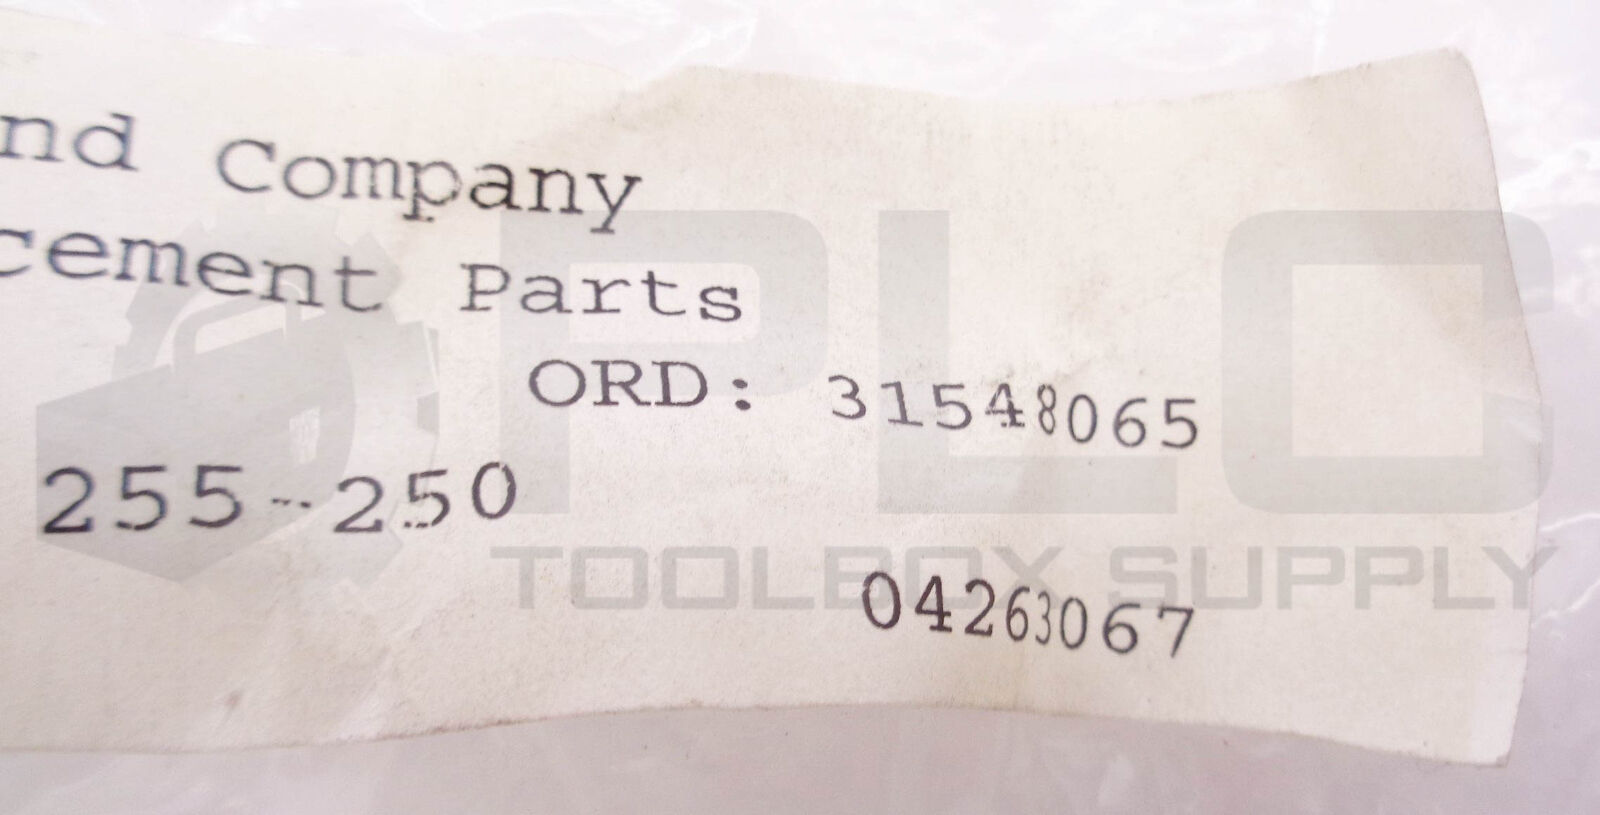 nd Company
cement Parts
ORD: 31548065
255-250
04263067
PLC
TOOLBOX SUPPLY